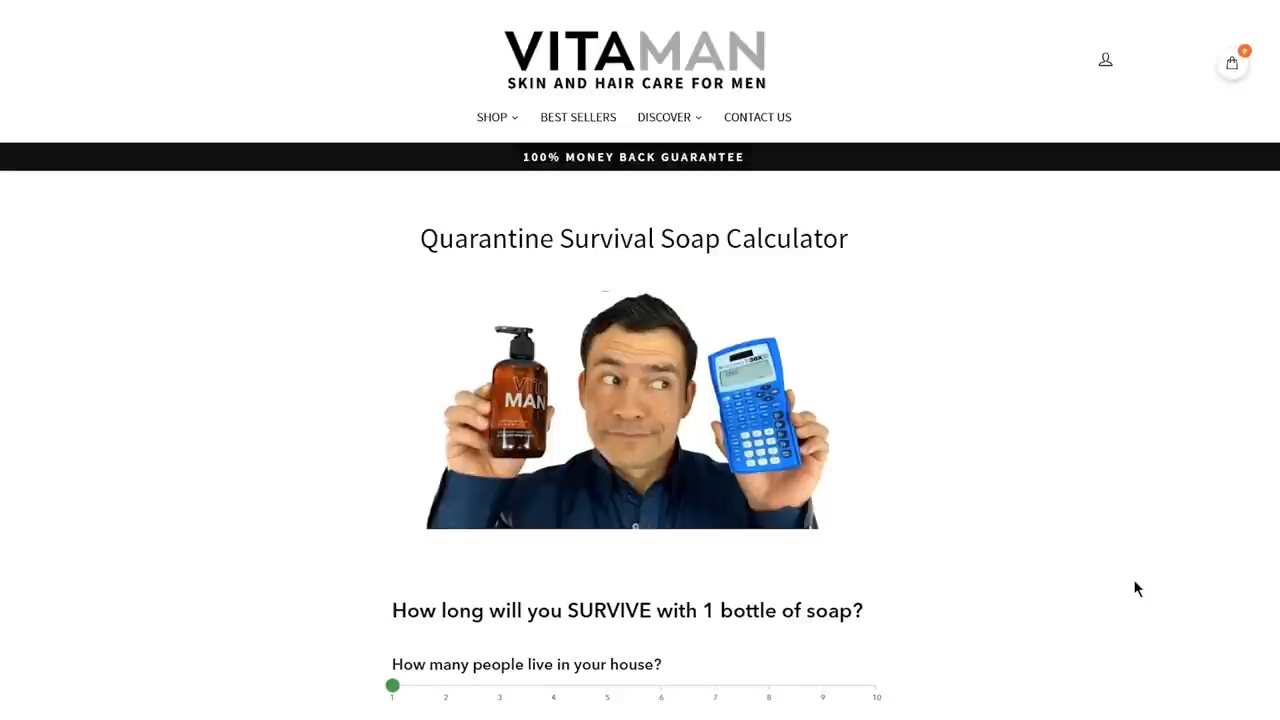 VITAMAN
SKIN AND HAIR CARE FOR MEN
SHOP
BEST SELLERS
DISCOVER
CONTACT US
100% MONEY BACK GUARANTEE
Quarantine Survival Soap Calculator
VITA
MAN
How long will you SURVIVE with 1 bottle of soap?
How many people live in your house?
1 2 3 4 5 6 7 8 9 10